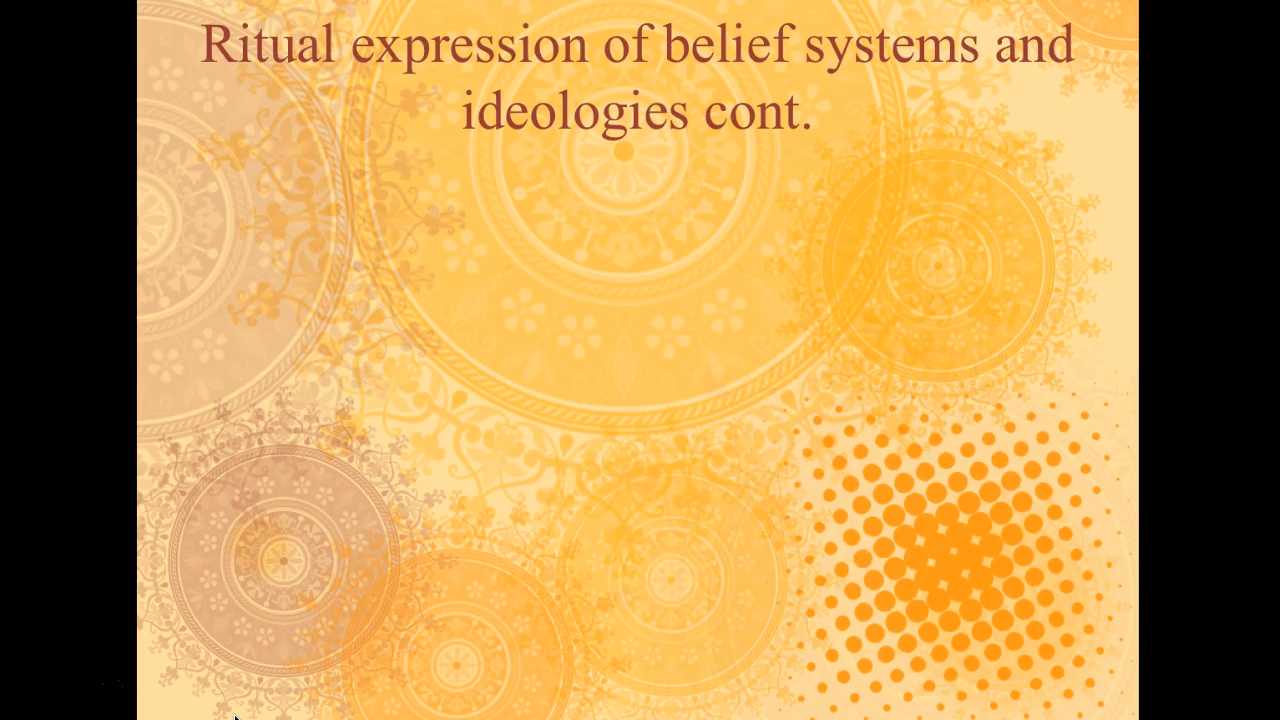 Ritual expression of belief systems and
ideologies cont.